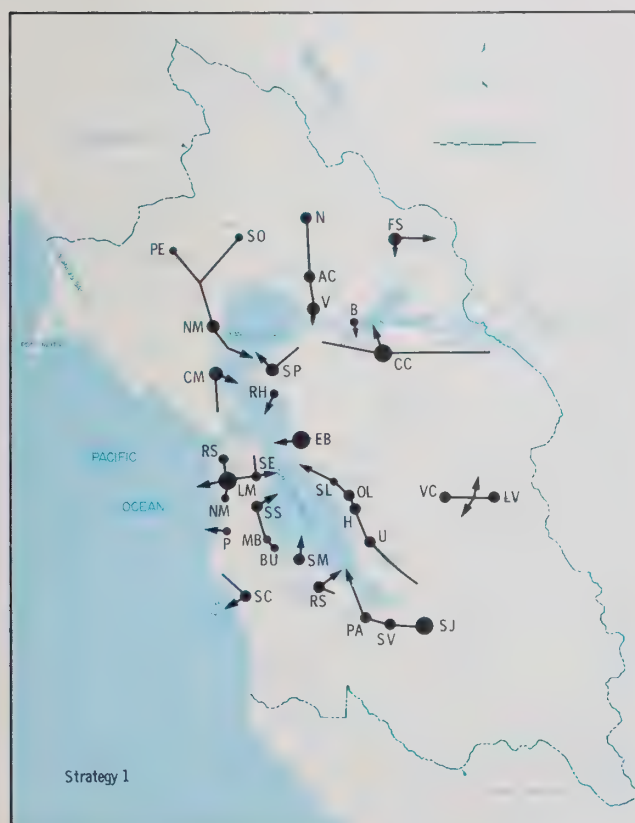 N
FS
SO
PE
AC
V
B
NM
CC
SP
CM
RH
EB
PACIFIC
RS
SE
LM
SL
OL
VC
LV
OCEAN
NM
SS
H
P
MB
U
BU
SM
RS
SC
PA
SV
SJ
Strategy 1